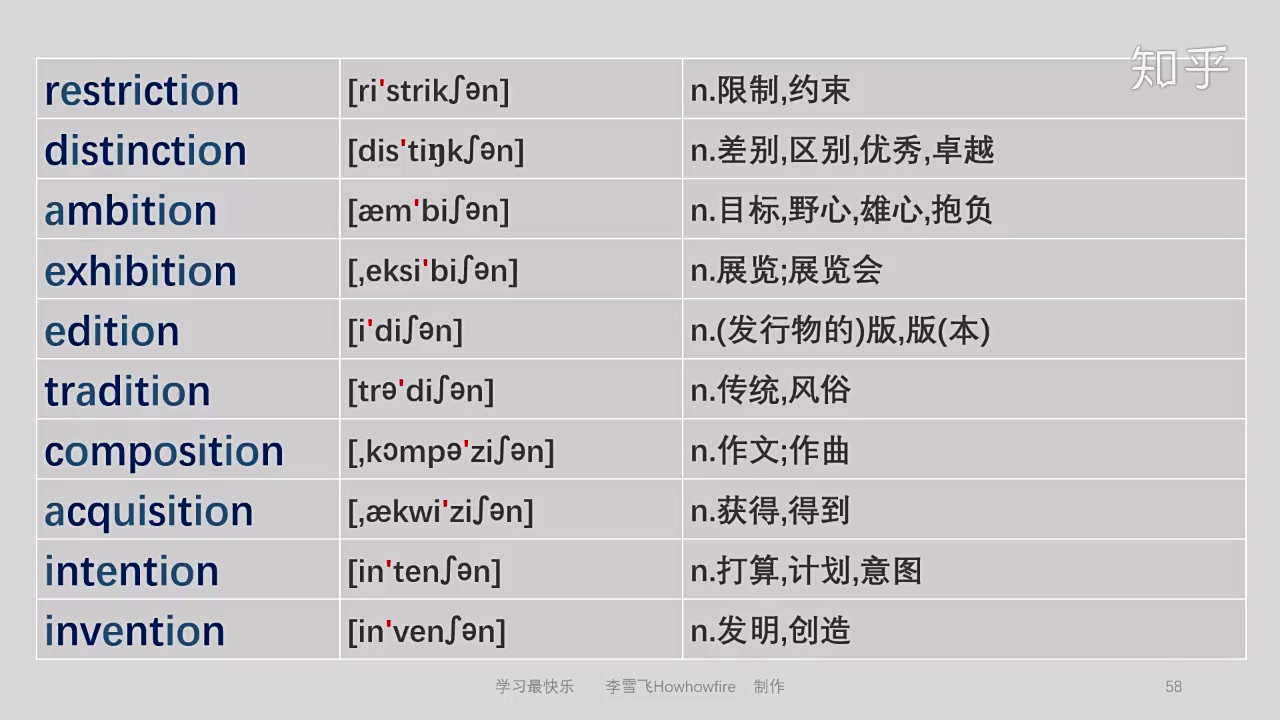 知乎
restriction [ri'strikʃən] n.限制,约束
distinction [dis'tiŋkʃən] n.差别,区别,优秀,卓越
ambition [æm'biʃən] n.目标,野心,雄心,抱负
exhibition [,eksi'biʃən] n.展览;展览会
edition [i'diʃən] n.(发行物的)版,版(本)
tradition [trə'diʃən] n.传统,风俗
composition [,kɔmpə'ziʃən] n.作文;作曲
acquisition [,ækwi'ziʃən] n.获得,得到
intention [in'tenʃən] n.打算,计划,意图
invention [in'venʃən] n.发明,创造
学习最快乐 李雪飞Howhowfire 制作 58